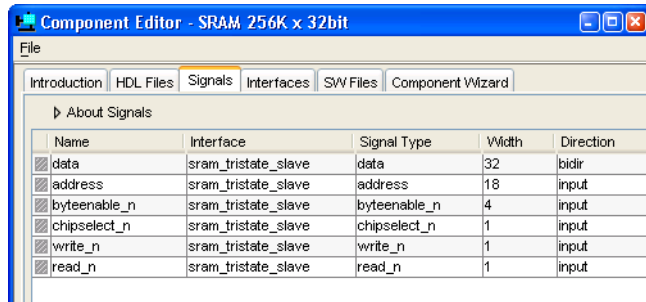 Component Editor - SRAM 256K x 32bit
File
Introduction HDL Files Signals Interfaces SW Files Component Wizard
About Signals
Name Interface Signal Type Width Direction
data sram_tristate_slave data 32 bidir
address sram_tristate_slave address 18 input
byteenable_n sram_tristate_slave byteenable_n 4 input
chipselect_n sram_tristate_slave chipselect_n 1 input
write_n sram_tristate_slave write_n 1 input
read_n sram_tristate_slave read_n 1 input